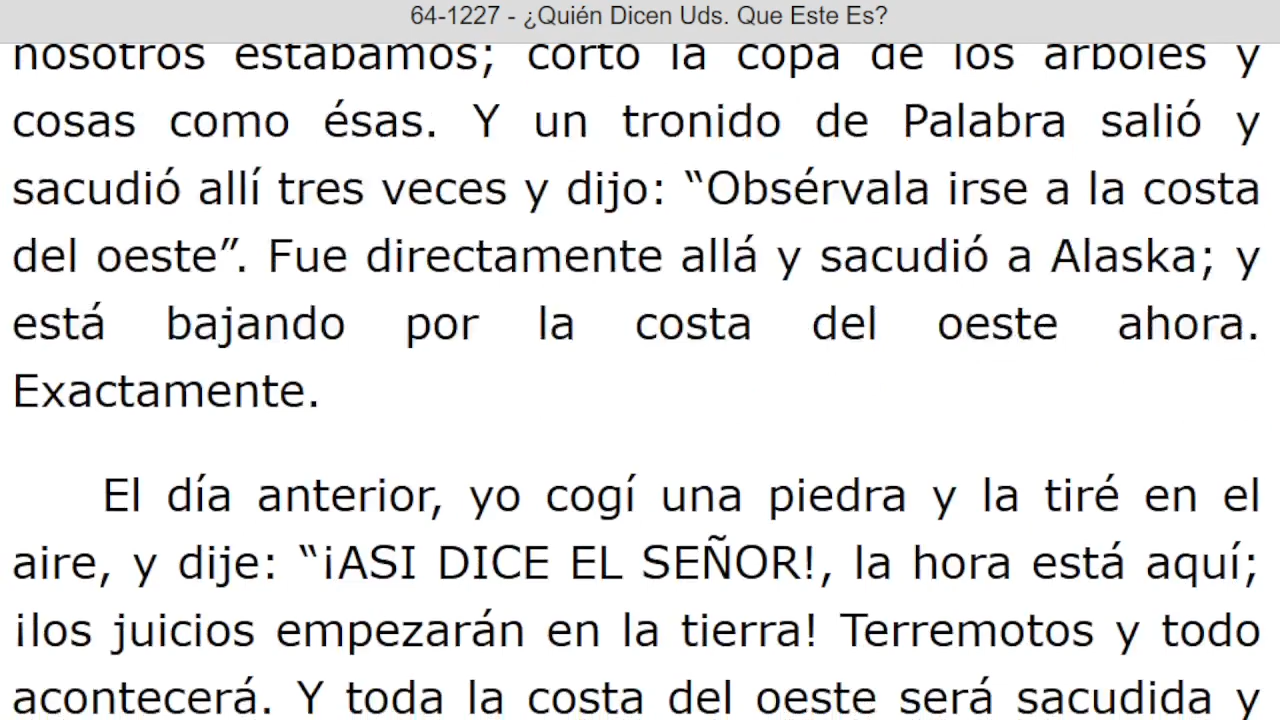 64-1227 - ¿Quién Dicen Uds. Que Este Es?
nosotros estábamos; cortó la copa de los árboles y
cosas como ésas. Y un tronido de Palabra salió y
sacudió allí tres veces y dijo: “Obsérvala irse a la costa
del oeste”. Fue directamente allá y sacudió a Alaska; y
está bajando por la costa del oeste ahora.
Exactamente.
El día anterior, yo cogí una piedra y la tiré en el
aire, y dije: “¡ASI DICE EL SEÑOR!, la hora está aquí;
¡los juicios empezarán en la tierra! Terremotos y todo
acontecerá. Y toda la costa del oeste será sacudida y